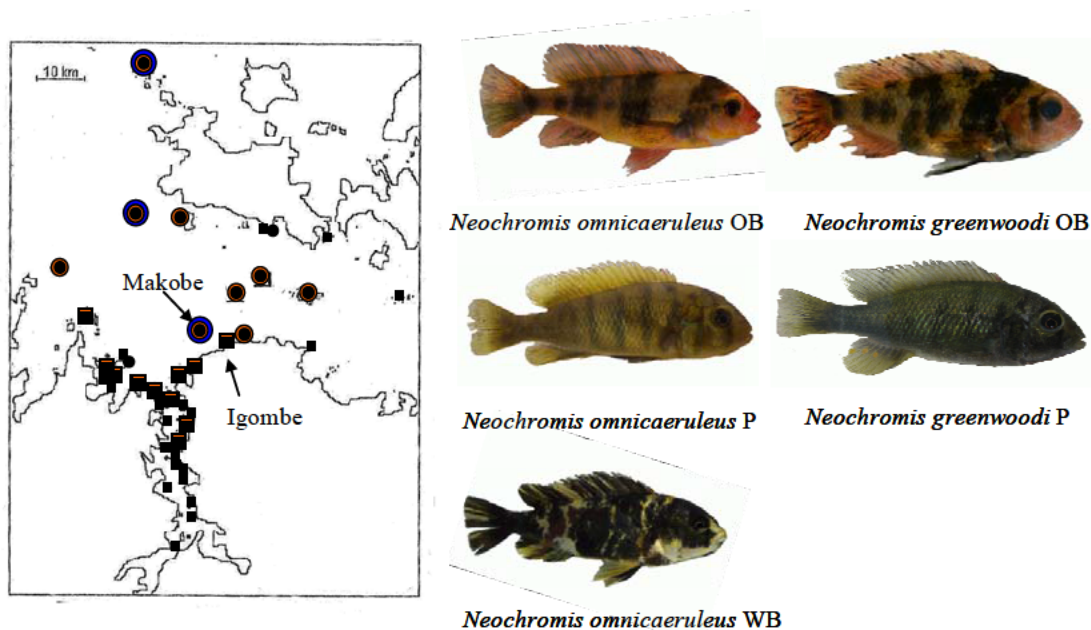 10 km
Makobe
Igombe
Neochromis omnicaeruleus OB
Neochromis greenwoodi OB
Neochromis omnicaeruleus P
Neochromis greenwoodi P
Neochromis omnicaeruleus WB